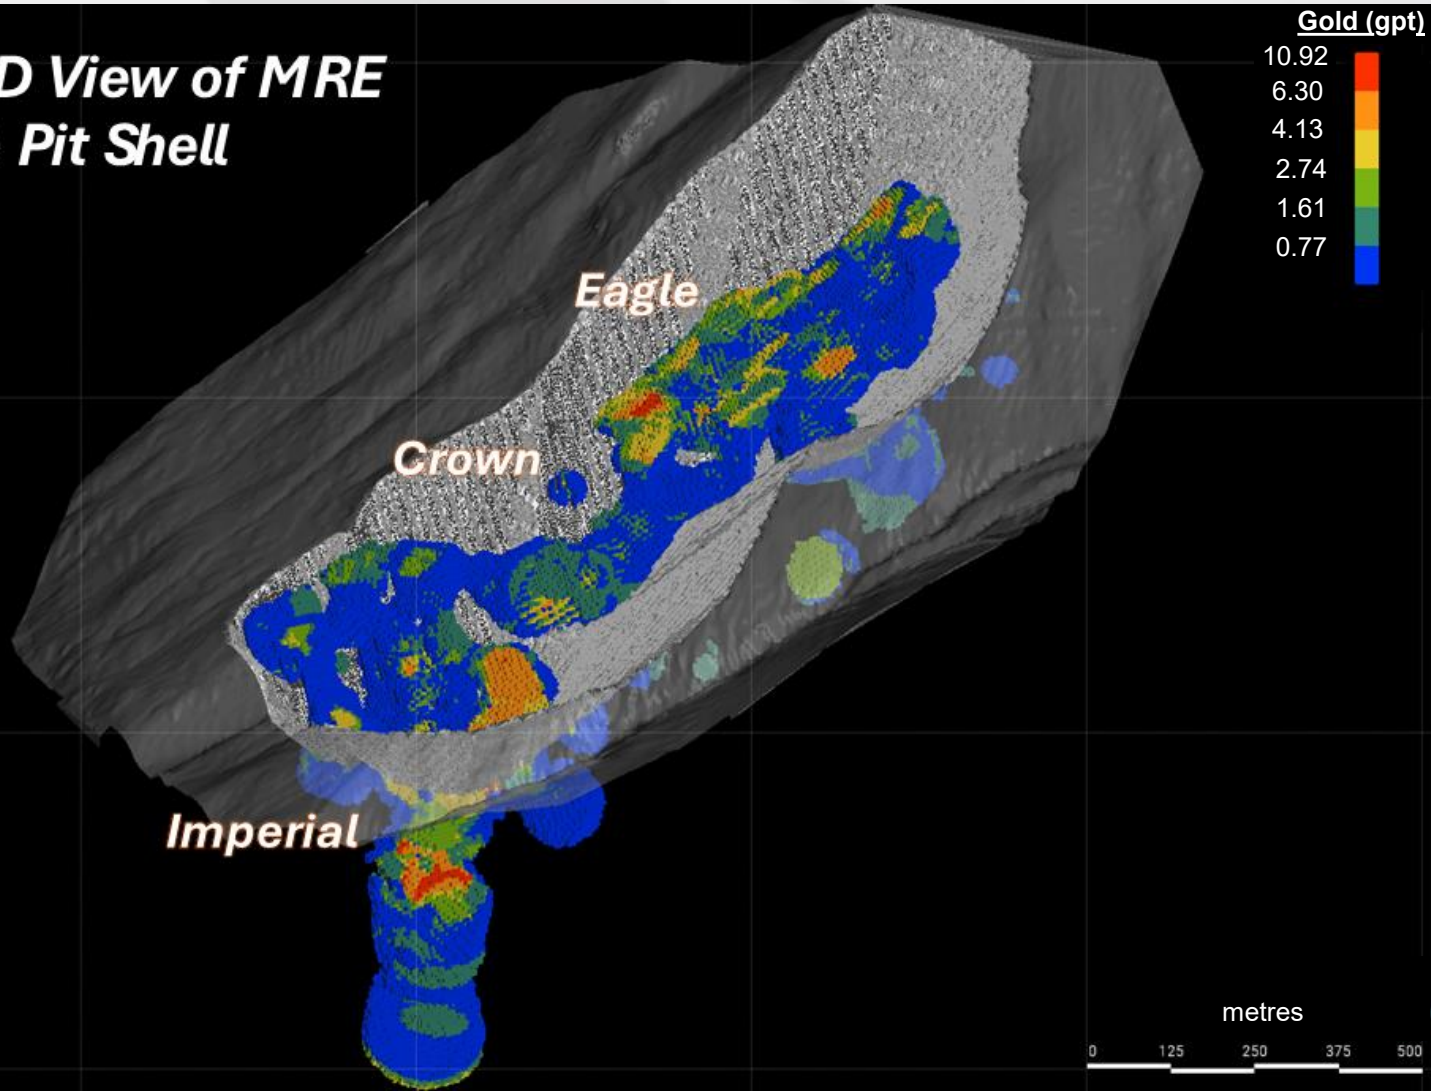 D View of MRE
Pit Shell
Gold (gpt)
10.92
6.30
4.13
2.74
1.61
0.77
Eagle
Crown
Imperial
metres
0 125 250 375 500